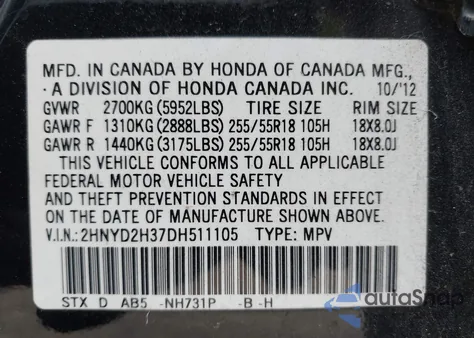 MFD. IN CANADA BY HONDA OF CANADA MFG.,
· A DIVISION OF HONDA CANADA INC. 10/'12
GVWR 2700KG (5952LBS) TIRE SIZE RIM SIZE
GAWR F 1310KG (2888LBS) 255/55R18 105H 18X8.0J
GAWR R 1440KG (3175LBS) 255/55R18 105H 18X8.0J
THIS VEHICLE CONFORMS TO ALL APPLICABLE
FEDERAL MOTOR VEHICLE SAFETY
AND THEFT PREVENTION STANDARDS IN EFFECT
ON THE DATE OF MANUFACTURE SHOWN ABOVE.
V.I.N.: 2HNYD2H37DH511105 TYPE: MPV
STX D AB5 -NH731P -B -H
autoSnap